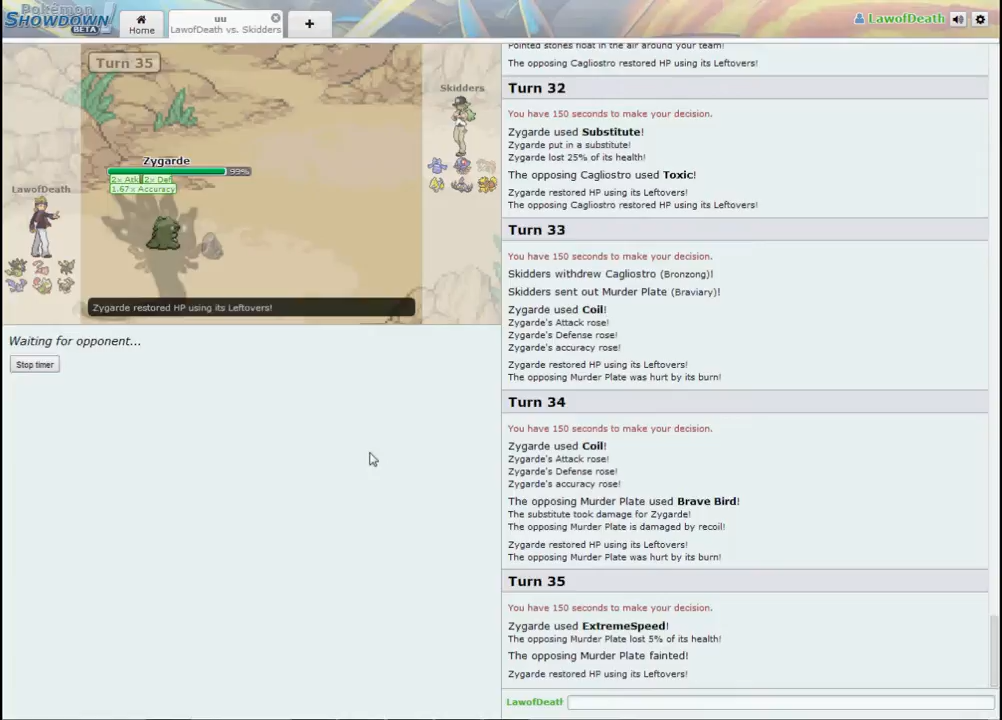 Pokémon
SHOWDOWN!
BETA
Home
uu
LawofDeath vs. Skidders
+
LawofDeath
Turn 35
Skidders
Zygarde
99%
2x Atk 2x Def
1.67x Accuracy
LawofDeath
Zygarde restored HP using its Leftovers!
Waiting for opponent...
Stop timer
Pointed stones float in the air around your team!
The opposing Cagliostro restored HP using its Leftovers!
Turn 32
You have 150 seconds to make your decision.
Zygarde used Substitute!
Zygarde put in a substitute!
Zygarde lost 25% of its health!
The opposing Cagliostro used Toxic!
Zygarde restored HP using its Leftovers!
The opposing Cagliostro restored HP using its Leftovers!
Turn 33
You have 150 seconds to make your decision.
Skidders withdrew Cagliostro (Bronzong)!
Skidders sent out Murder Plate (Braviary)!
Zygarde used Coil!
Zygarde's Attack rose!
Zygarde's Defense rose!
Zygarde's accuracy rose!
Zygarde restored HP using its Leftovers!
The opposing Murder Plate was hurt by its burn!
Turn 34
You have 150 seconds to make your decision.
Zygarde used Coil!
Zygarde's Attack rose!
Zygarde's Defense rose!
Zygarde's accuracy rose!
The opposing Murder Plate used Brave Bird!
The substitute took damage for Zygarde!
The opposing Murder Plate is damaged by recoil!
Zygarde restored HP using its Leftovers!
The opposing Murder Plate was hurt by its burn!
Turn 35
You have 150 seconds to make your decision.
Zygarde used ExtremeSpeed!
The opposing Murder Plate lost 5% of its health!
The opposing Murder Plate fainted!
Zygarde restored HP using its Leftovers!
LawofDeath